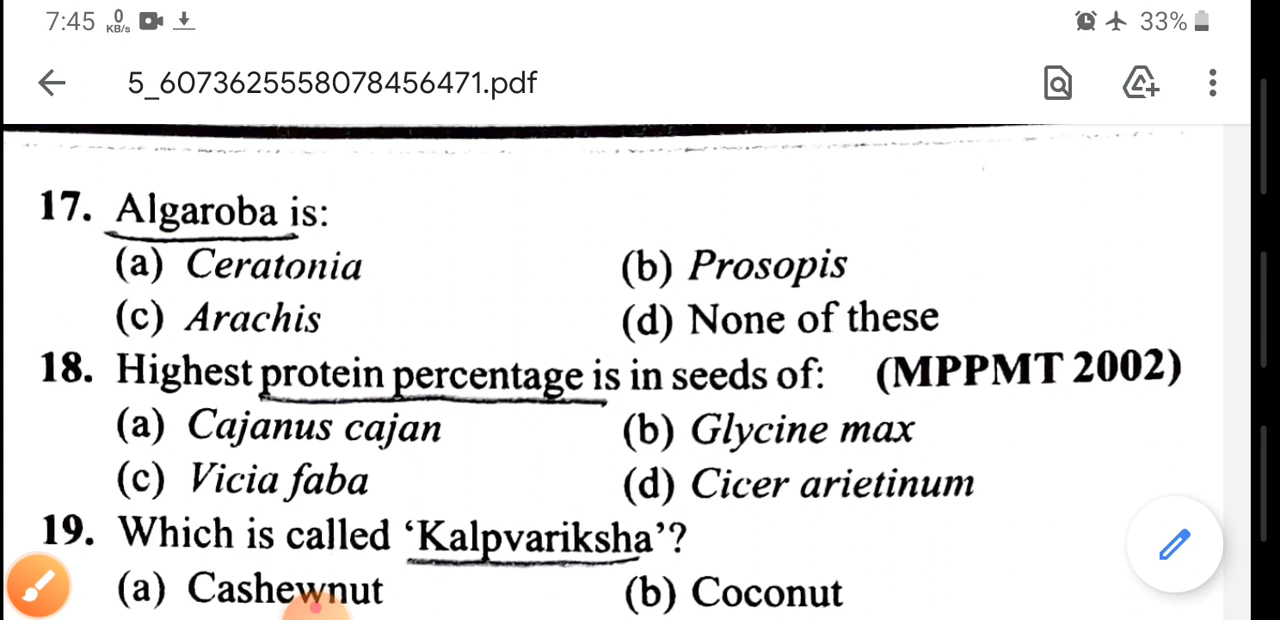 7:45 0 KB/s 33%
5_6073625558078456471.pdf
17. Algaroba is:
(a) Ceratonia (b) Prosopis
(c) Arachis (d) None of these
18. Highest protein percentage is in seeds of: (MPPMT 2002)
(a) Cajanus cajan (b) Glycine max
(c) Vicia faba (d) Cicer arietinum
19. Which is called ‘Kalpvariksha’?
(a) Cashewnut (b) Coconut